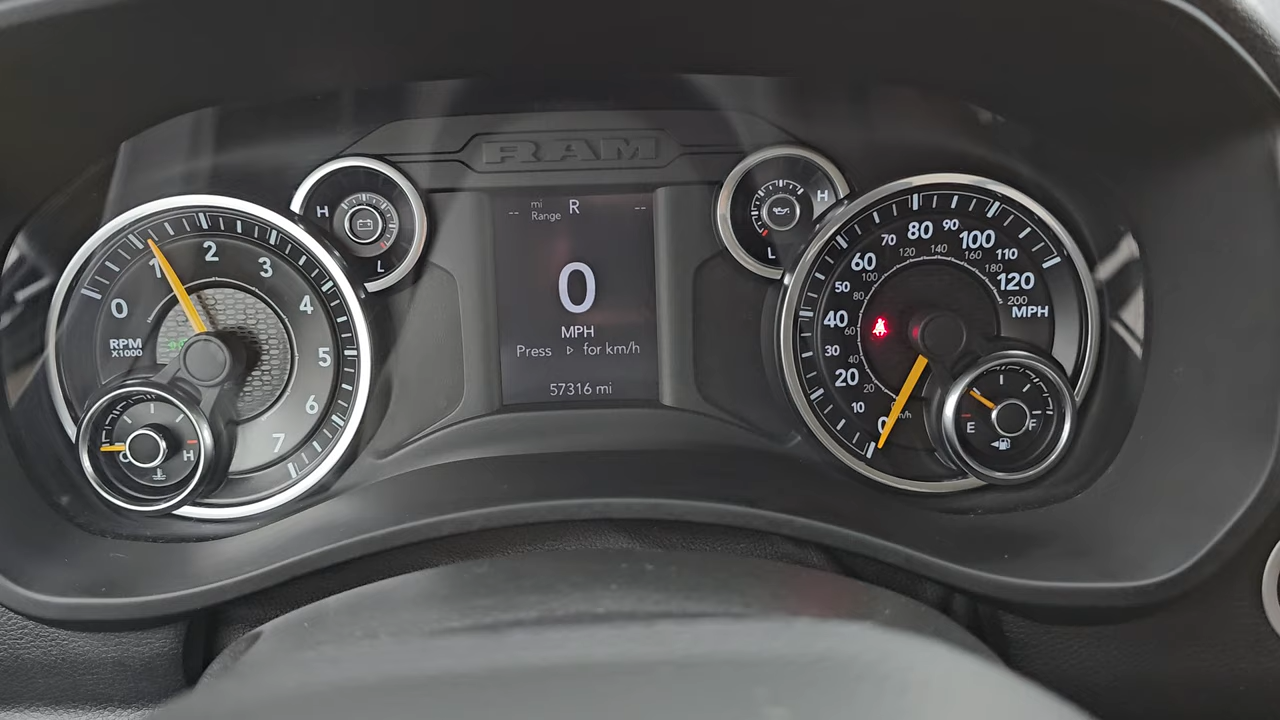 RAM
H
L
-- mi Range R --
0
MPH
Press ▷ for km/h
57316 mi
H
L
0
1
2
3
4
5
6
7
RPM
X1000
C
H
0
10
20
30
40
50
60
70
80
90
100
110
120
MPH
20
40
60
80
100
120
140
160
180
200
km/h
E
F